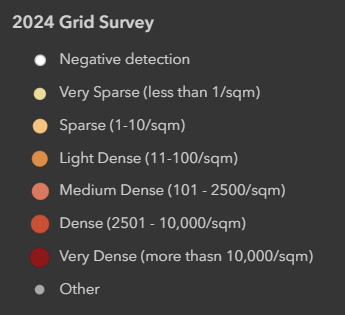 2024 Grid Survey
Negative detection
Very Sparse (less than 1/sqm)
Sparse (1-10/sqm)
Light Dense (11-100/sqm)
Medium Dense (101 - 2500/sqm)
Dense (2501 - 10,000/sqm)
Very Dense (more thasn 10,000/sqm)
Other